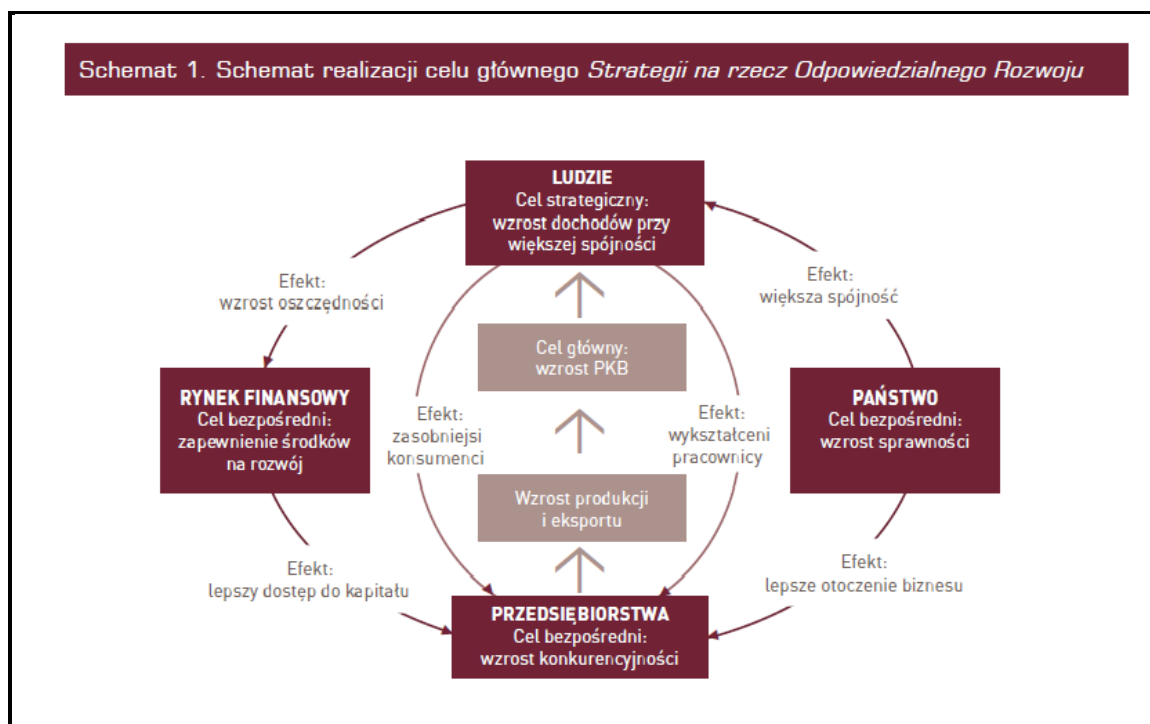 Schemat 1. Schemat realizacji celu głównego Strategii na rzecz Odpowiedzialnego Rozwoju
LUDZIE
Cel strategiczny:
wzrost dochodów przy
większej spójności
Efekt:
wzrost oszczędności
Efekt:
większa spójność
Cel główny:
wzrost PKB
RYNEK FINANSOWY
Cel bezpośredni:
zapewnienie środków
na rozwój
Efekt:
zasobniejsi
konsumenci
Efekt:
wykształceni
pracownicy
PAŃSTWO
Cel bezpośredni:
wzrost sprawności
Wzrost produkcji
i eksportu
Efekt:
lepszy dostęp do kapitału
Efekt:
lepsze otoczenie biznesu
PRZEDSIĘBIORSTWA
Cel bezpośredni:
wzrost konkurencyjności